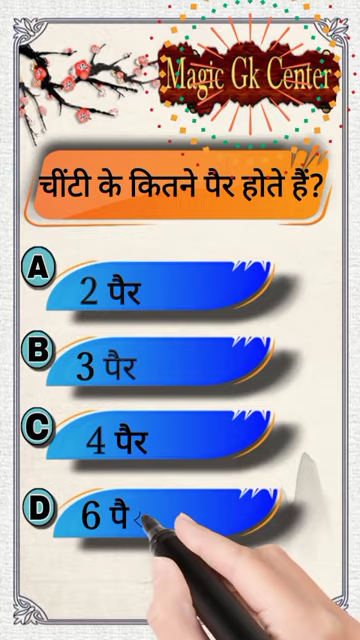 Magic Gk Center
चींटी के कितने पैर होते हैं?
A
2 पैर
B
3 पैर
C
4 पैर
D
6 पै